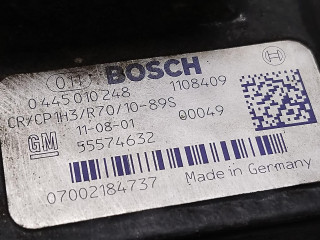 BOSCH
0 445 010 248 1108409
CR/CP1H3/R70/10-89S
11-08-01 00049
GM 55574632
07002184737 Made in Germany